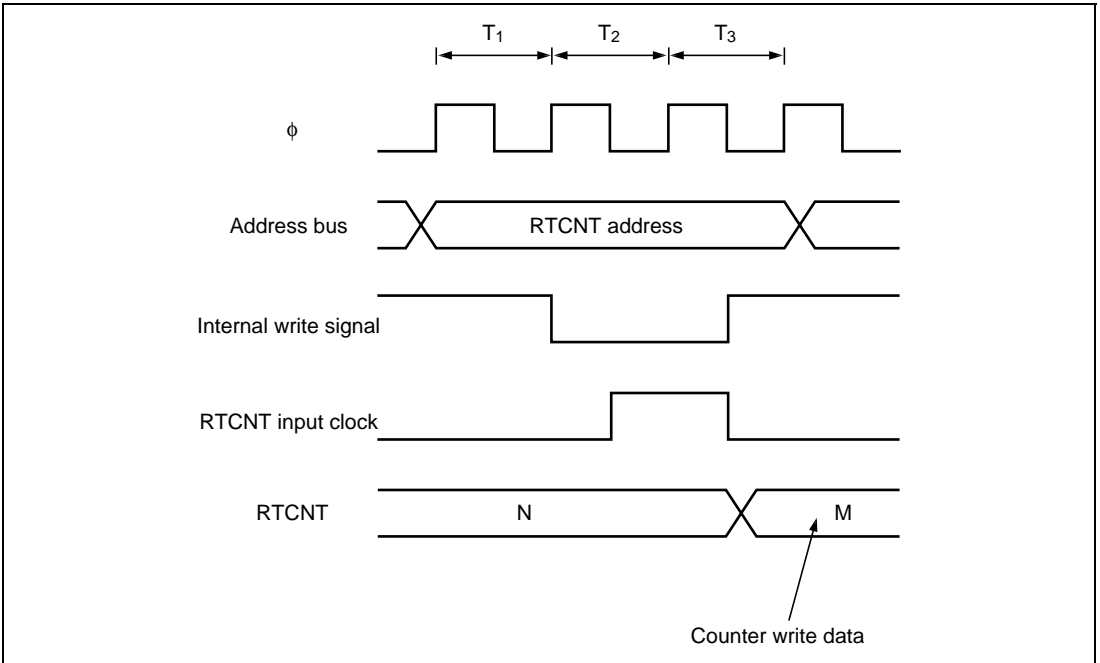 T1 T2 T3
ϕ
Address bus RTCNT address
Internal write signal
RTCNT input clock
RTCNT N M
Counter write data